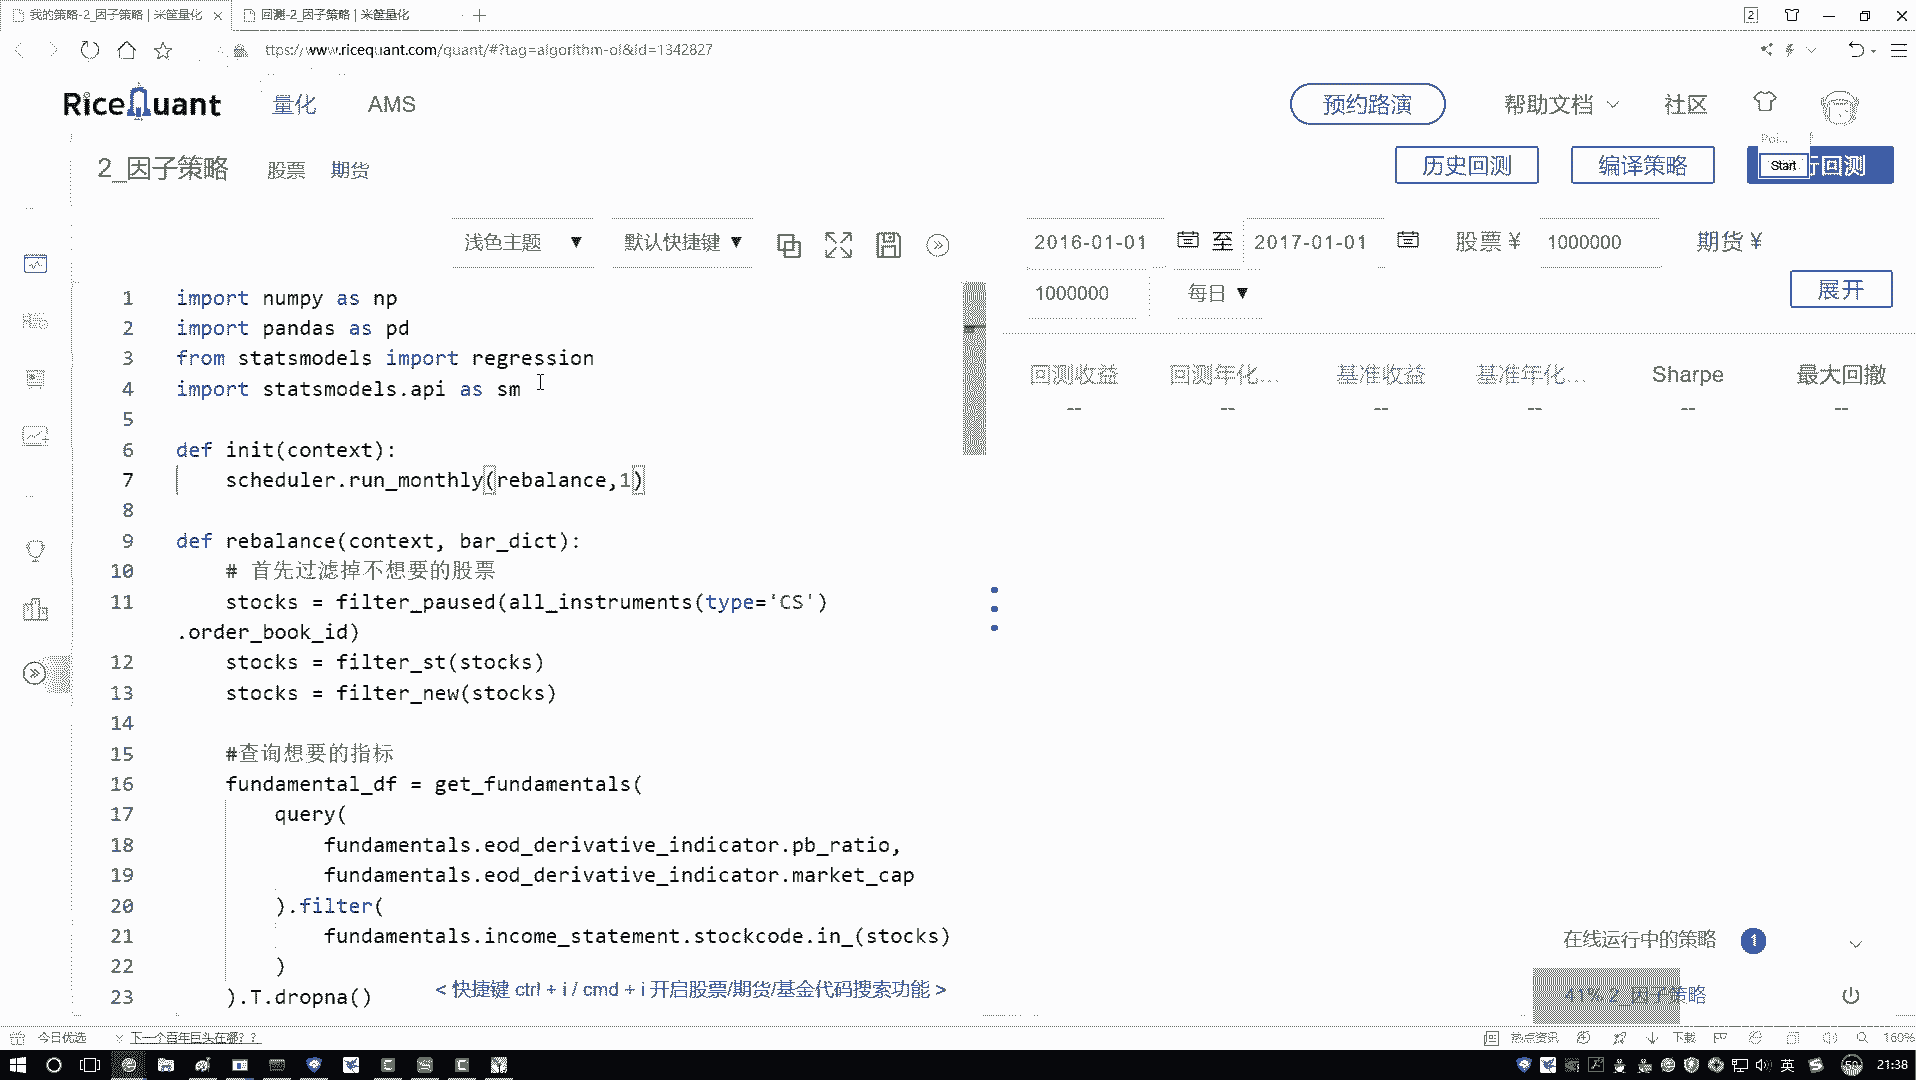 我的策略-2_因子策略 | 米筐量化
回测-2_因子策略 | 米筐量化
2
ttps://www.ricequant.com/quant/#?tag=algorithm-ol&id=1342827
RiceQuant 量化 AMS 预约路演 帮助文档 社区
Poi...
2_因子策略 股票 期货 历史回测 编译策略 Start 行回测
浅色主题 ▼ 默认快捷键 ▼
2016-01-01 至 2017-01-01 股票 ¥ 1000000 期货 ¥
1000000 每日 ▼ 展开
回测收益 回测年化... 基准收益 基准年化... Sharpe 最大回撤
-- -- -- -- -- --
1 import numpy as np
2 import pandas as pd
3 from statsmodels import regression
4 import statsmodels.api as sm
5
6 def init(context):
7 scheduler.run_monthly(rebalance,1)
8
9 def rebalance(context, bar_dict):
10 # 首先过滤掉不想要的股票
11 stocks = filter_paused(all_instruments(type='CS')
.order_book_id)
12 stocks = filter_st(stocks)
13 stocks = filter_new(stocks)
14
15 #查询想要的指标
16 fundamental_df = get_fundamentals(
17 query(
18 fundamentals.eod_derivative_indicator.pb_ratio,
19 fundamentals.eod_derivative_indicator.market_cap
20 ).filter(
21 fundamentals.income_statement.stockcode.in_(stocks)
22 )
23 ).T.dropna()
< 快捷键 ctrl + i / cmd + i 开启股票/期货/基金代码搜索功能 >
在线运行中的策略 1
41% 2_因子策略
今日优选 下一个百年巨头在哪？？
热点资讯 下载 160%
英 59 21:38